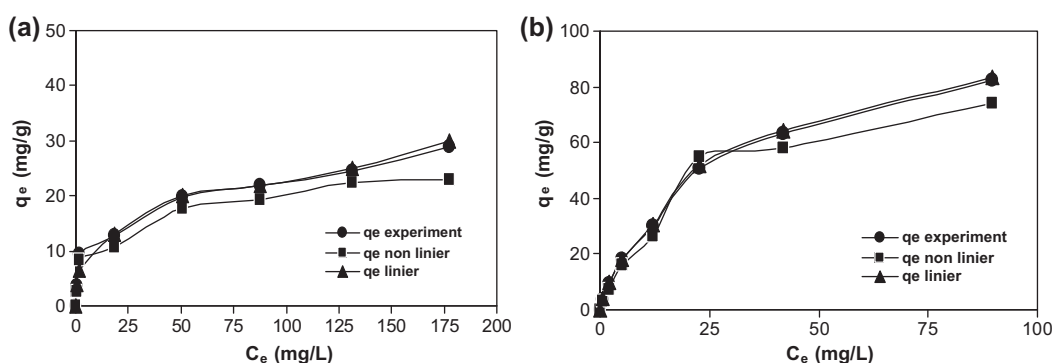 (a)
50
40
30
20
10
0
qe (mg/g)
qe experiment
qe non linier
qe linier
0 25 50 75 100 125 150 175 200
Ce (mg/L)
(b)
100
80
60
40
20
0
qe (mg/g)
qe experiment
qe non linier
qe linier
0 25 50 75 100
Ce (mg/L)